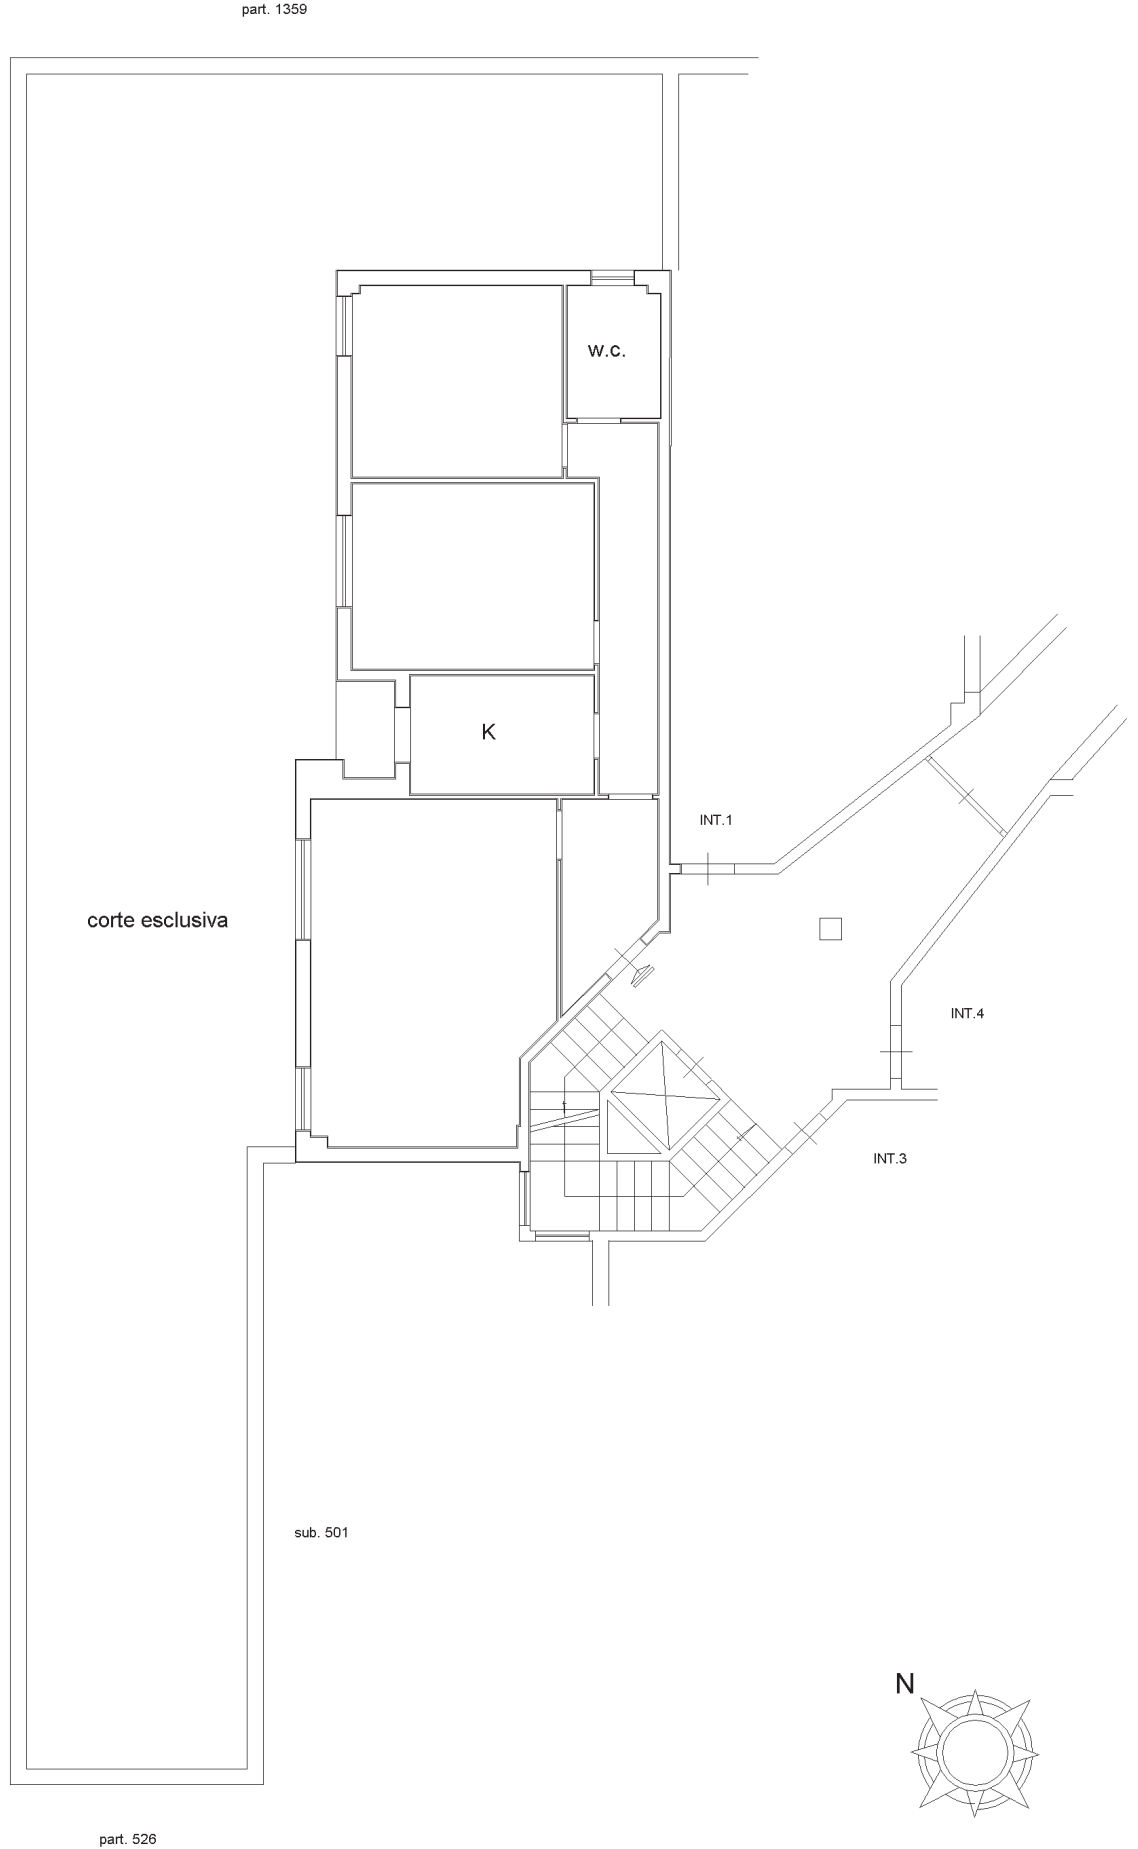 part. 1359
w.c.
K
INT.1
corte esclusiva
INT.4
INT.3
sub. 501
N
part. 526